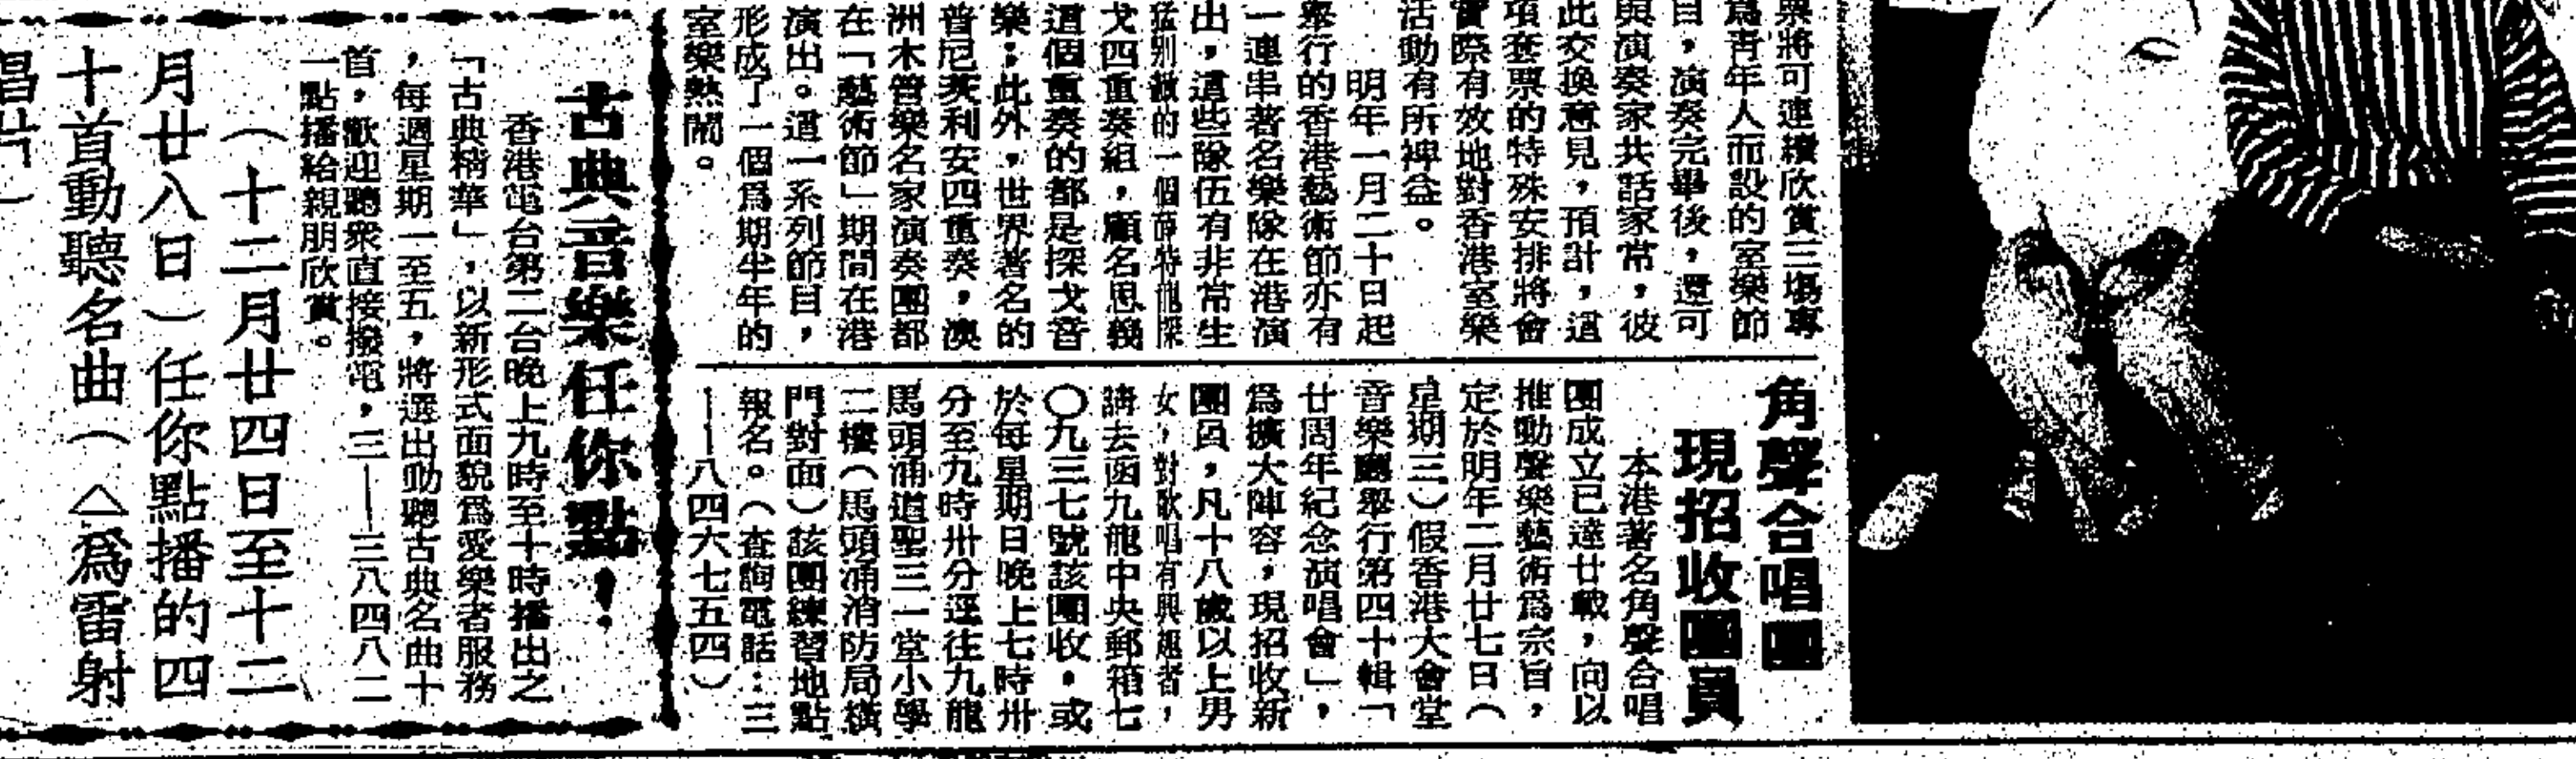 票將可連續欣賞三場專
爲青年人而設的室樂節
目，演奏完畢後，還可
與演奏家共話家常，彼
此交換意見，預計，這
項套票的特殊安排將會
實際有效地對香港室樂
活動有所裨益。
明年一月二十日起
舉行的香港藝術節亦有
一連串著名樂隊在港演
出，這些隊伍有非常生
猛別緻的一個薛特龍探
戈四重奏組，顧名思義
這個重奏的都是探戈音
樂；此外，世界著名的
普尼英利安四重奏，澳
洲木管樂名家演奏團都
在「藝術節」期間在港
演出。這一系列節目，
形成了一個爲期半年的
室樂熱鬧。
角聲合唱團
現招收團員
本港著名角聲合唱
團成立已達廿載，向以
推動聲樂藝術爲宗旨，
定於明年二月廿七日（
星期三）假香港大會堂
音樂廳舉行第四十輯「
廿周年紀念演唱會」，
爲擴大陣容，現招收新
團員，凡十八歲以上男
女，對歌唱有興趣者，
請去函九龍中央郵箱七
〇九三七號該團收，或
於每星期日晚上七時卅
分至九時卅分逕往九龍
馬頭涌道聖三一堂小學
二樓（馬頭涌消防局橫
門對面）該團練習地點
報名。（查詢電話：三
——八四六七五四）
古典音樂任你點！
香港電台第二台晚上九時至十時播出之
「古典精華」，以新形式面貌爲愛樂者服務
，每週星期一至五，將選出動聽古典名曲十
首，歡迎聽衆直接撥電，三——三八四八二
一點播給親朋欣賞。
（十二月廿四日至十二
月廿八日）任你點播的四
十首動聽名曲（△爲雷射
唱片）